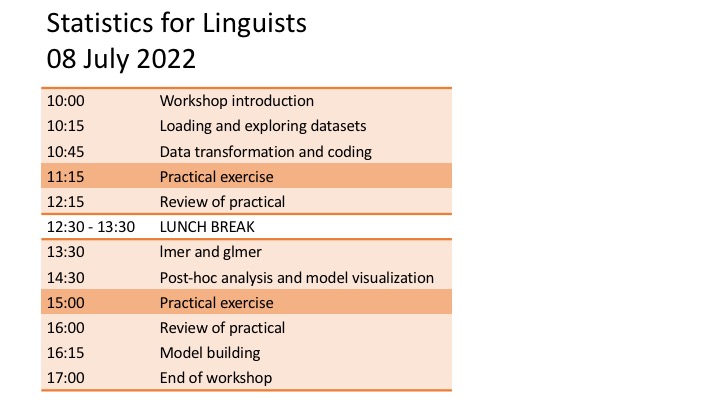 Statistics for Linguists
08 July 2022
10:00 Workshop introduction
10:15 Loading and exploring datasets
10:45 Data transformation and coding
11:15 Practical exercise
12:15 Review of practical
12:30 - 13:30 LUNCH BREAK
13:30 lmer and glmer
14:30 Post-hoc analysis and model visualization
15:00 Practical exercise
16:00 Review of practical
16:15 Model building
17:00 End of workshop